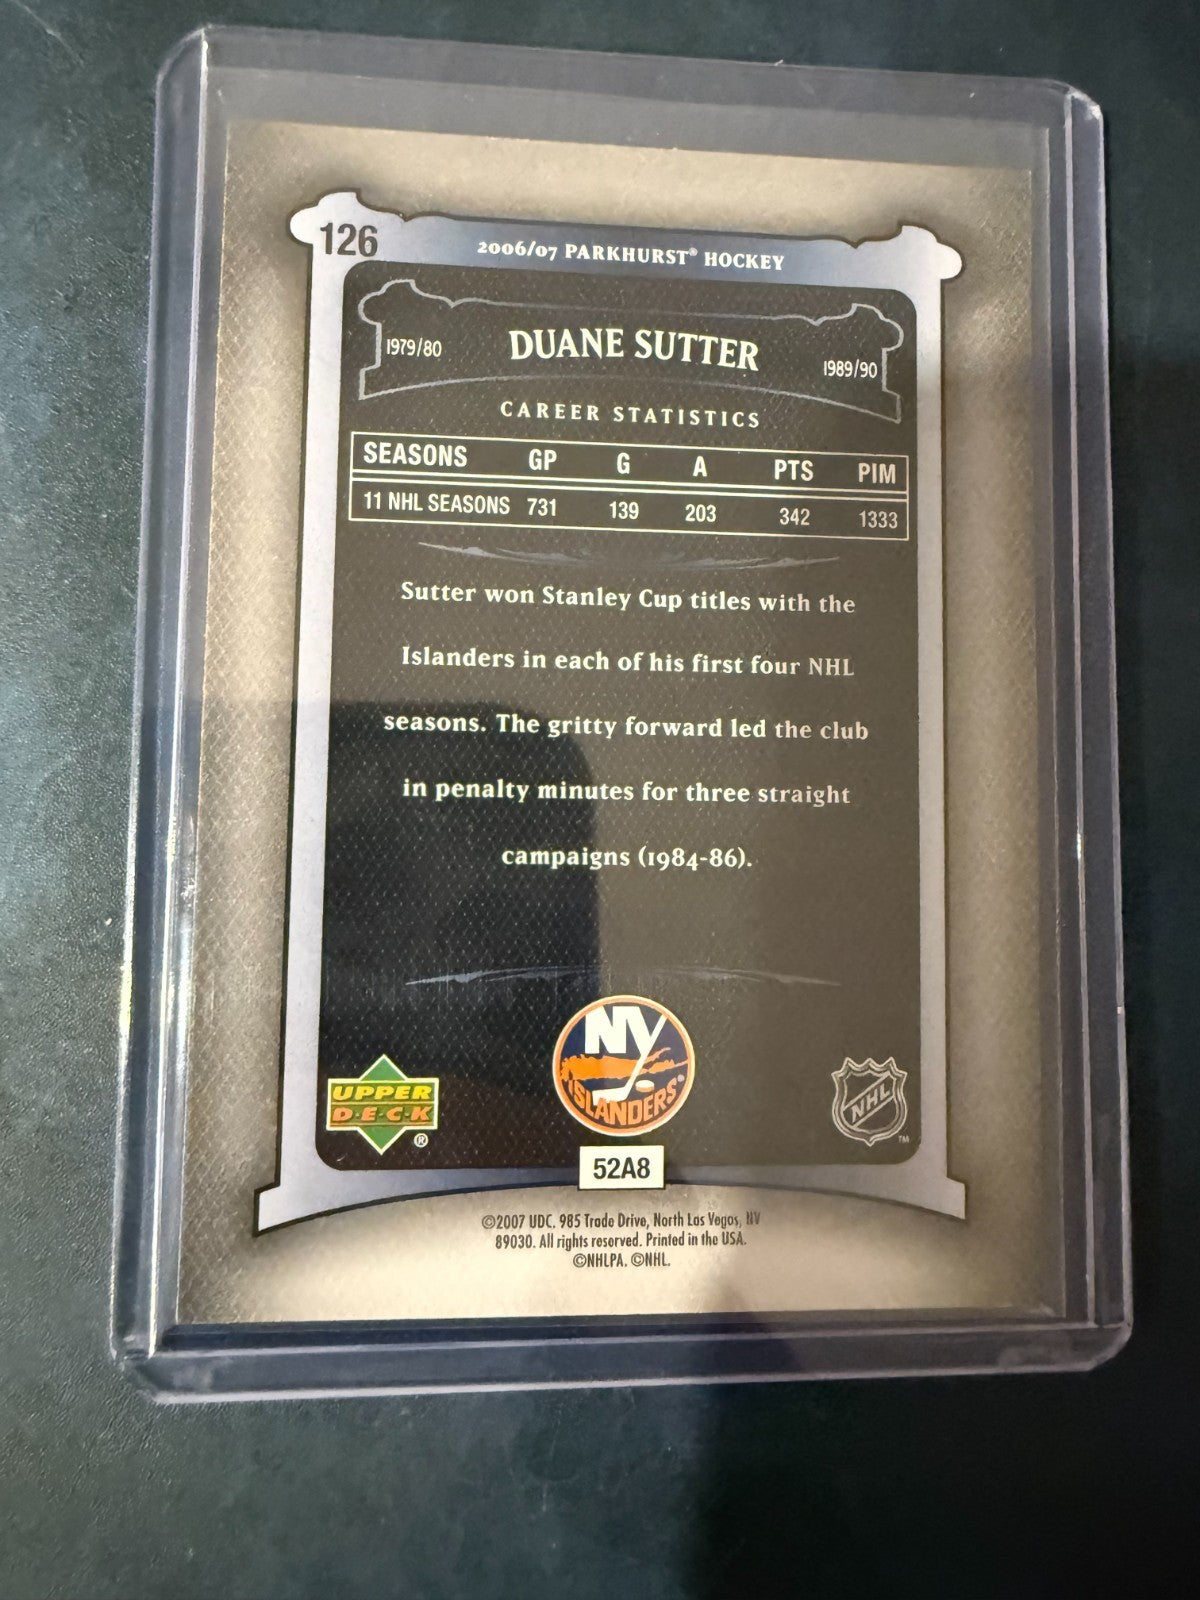 126
2006/07 PARKHURST® HOCKEY
1979/80
DUANE SUTTER
1989/90
CAREER STATISTICS
SEASONS GP G A PTS PIM
11 NHL SEASONS 731 139 203 342 1333
Sutter won Stanley Cup titles with the
Islanders in each of his first four NHL
seasons. The gritty forward led the club
in penalty minutes for three straight
campaigns (1984-86).
NY
ISLANDERS®
UPPER
D·E·C·K
®
NHL
™
52A8
©2007 UDC. 985 Trade Drive, North Las Vegas, NV
89030. All rights reserved. Printed in the USA.
©NHLPA. ©NHL.